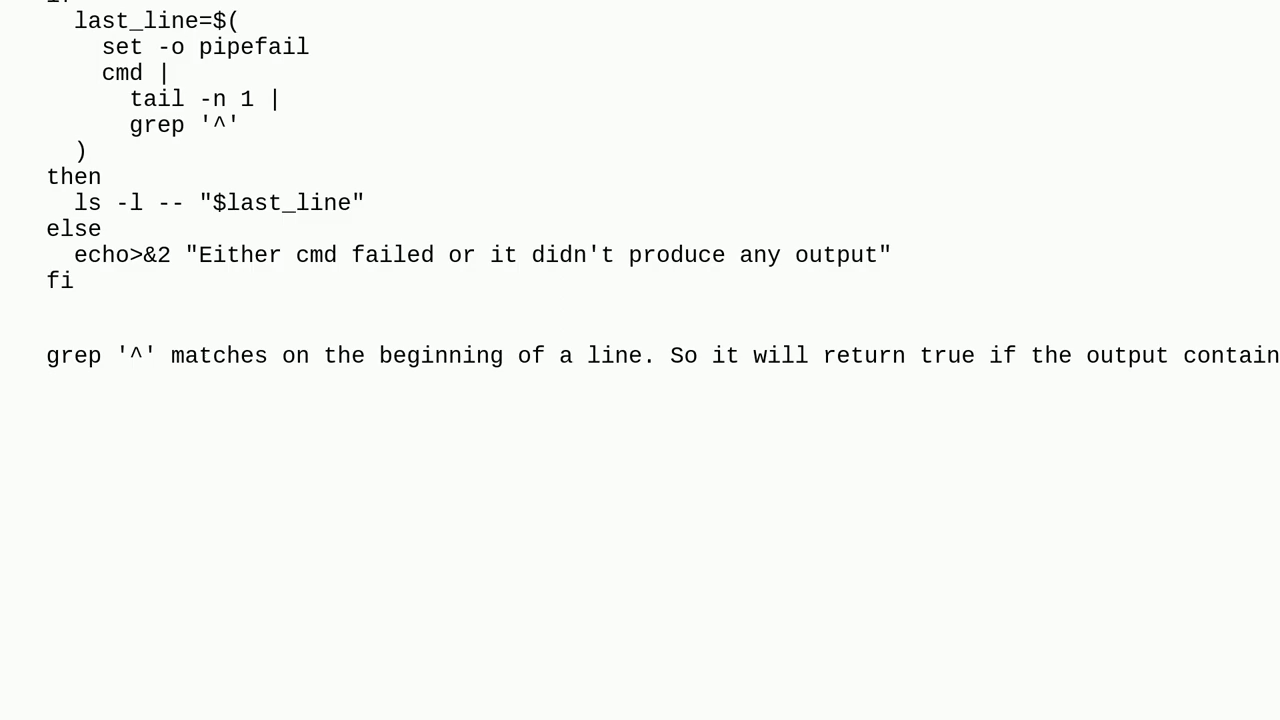 last_line=$(
set -o pipefail
cmd |
tail -n 1 |
grep '^'
)
then
ls -l -- "$last_line"
else
echo>&2 "Either cmd failed or it didn't produce any output"
fi
grep '^' matches on the beginning of a line. So it will return true if the output contain